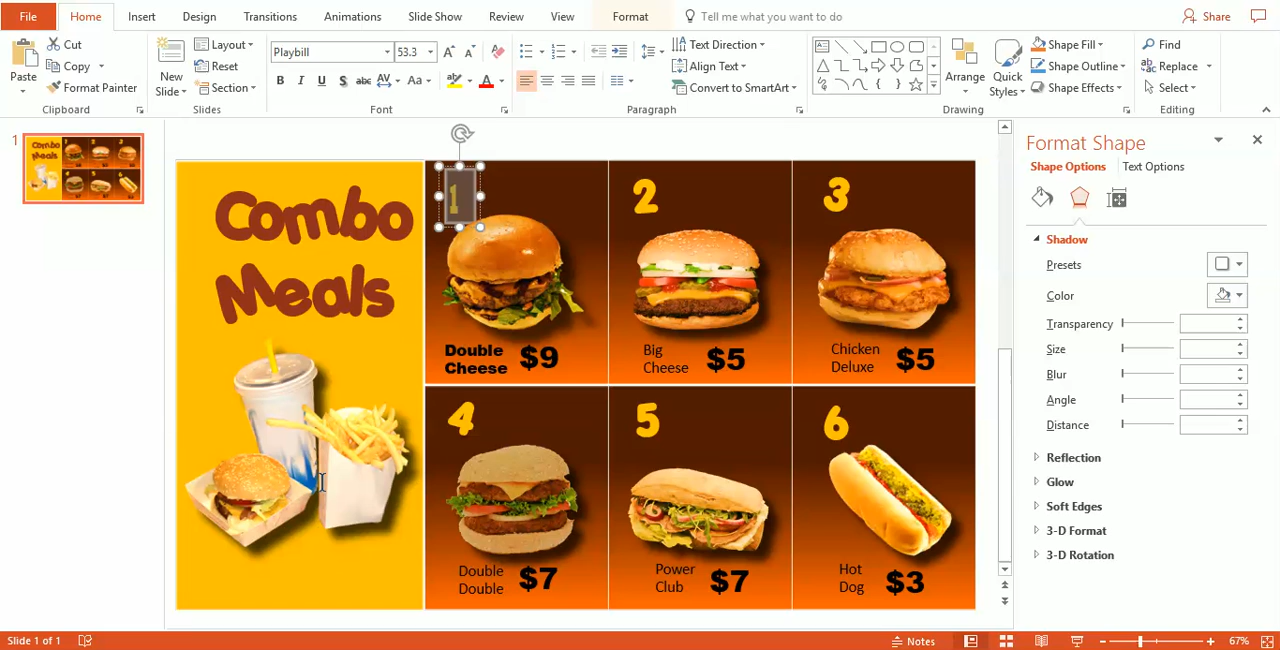 File Home Insert Design Transitions Animations Slide Show Review View Format Tell me what you want to do Share
Paste Cut Copy Format Painter Clipboard
New Slide Layout Reset Section Slides
Playbill 53.3 B I U S abc AV Aa A Font
Text Direction Align Text Convert to SmartArt Paragraph
Arrange Quick Styles Shape Fill Shape Outline Shape Effects Drawing
Find Replace Select Editing
1
Combo
Meals
1
Double
Cheese $9
2
Big
Cheese $5
3
Chicken
Deluxe $5
4
Double
Double $7
5
Power
Club $7
6
Hot
Dog $3
Format Shape
Shape Options Text Options
Shadow
Presets
Color
Transparency
Size
Blur
Angle
Distance
Reflection
Glow
Soft Edges
3-D Format
3-D Rotation
Slide 1 of 1 Notes 67%